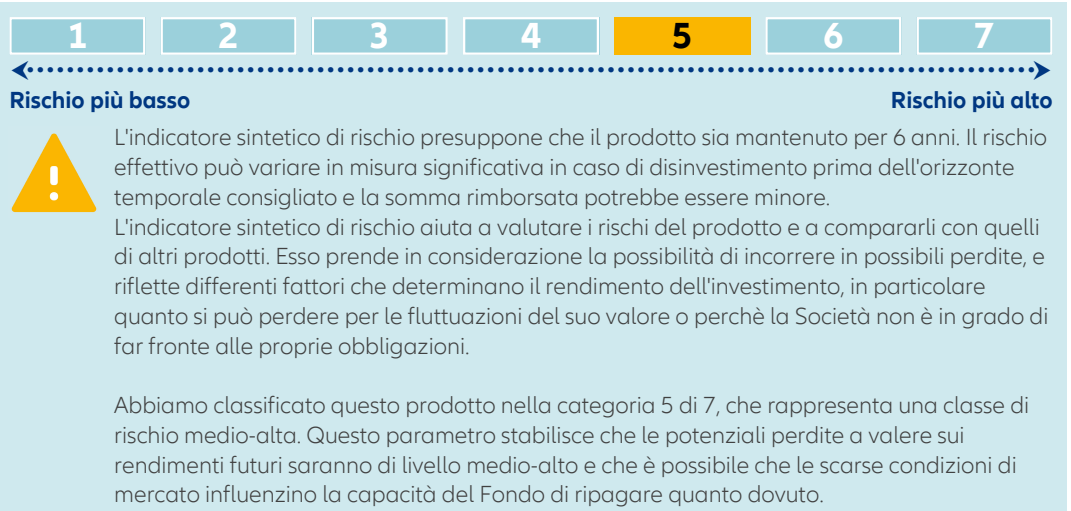 1 2 3 4 5 6 7
Rischio più basso Rischio più alto
L'indicatore sintetico di rischio presuppone che il prodotto sia mantenuto per 6 anni. Il rischio
effettivo può variare in misura significativa in caso di disinvestimento prima dell'orizzonte
temporale consigliato e la somma rimborsata potrebbe essere minore.
L'indicatore sintetico di rischio aiuta a valutare i rischi del prodotto e a compararli con quelli
di altri prodotti. Esso prende in considerazione la possibilità di incorrere in possibili perdite, e
riflette differenti fattori che determinano il rendimento dell'investimento, in particolare
quanto si può perdere per le fluttuazioni del suo valore o perchè la Società non è in grado di
far fronte alle proprie obbligazioni.
Abbiamo classificato questo prodotto nella categoria 5 di 7, che rappresenta una classe di
rischio medio-alta. Questo parametro stabilisce che le potenziali perdite a valere sui
rendimenti futuri saranno di livello medio-alto e che è possibile che le scarse condizioni di
mercato influenzino la capacità del Fondo di ripagare quanto dovuto.